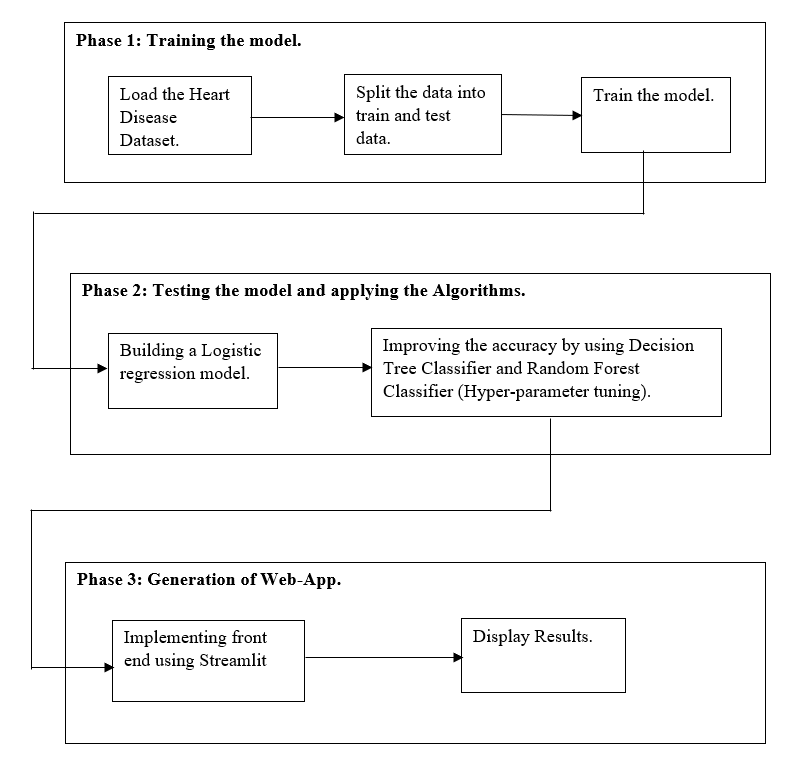 Phase 1: Training the model.
Load the Heart
Disease
Dataset.
Split the data into
train and test
data.
Train the model.
Phase 2: Testing the model and applying the Algorithms.
Building a Logistic
regression model.
Improving the accuracy by using Decision
Tree Classifier and Random Forest
Classifier (Hyper-parameter tuning).
Phase 3: Generation of Web-App.
Implementing front
end using Streamlit
Display Results.